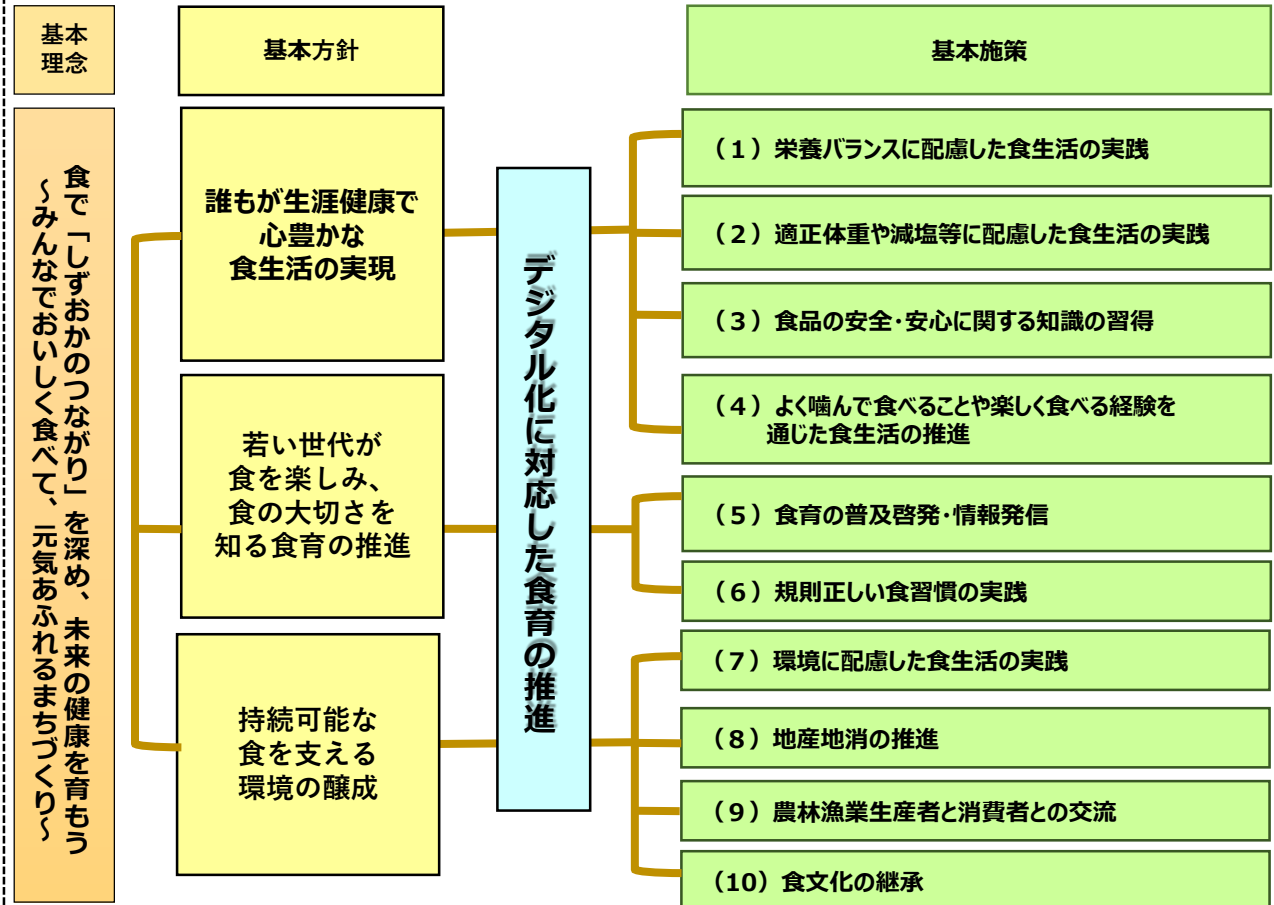 基本
理念
基本方針
基本施策
食で「しずおかのつながり」を深め、未来の健康を育もう
～みんなでおいしく食べて、元気あふれるまちづくり～
誰もが生涯健康で
心豊かな
食生活の実現
若い世代が
食を楽しみ、
食の大切さを
知る食育の推進
持続可能な
食を支える
環境の醸成
デジタル化に対応した食育の推進
（１）栄養バランスに配慮した食生活の実践
（２）適正体重や減塩等に配慮した食生活の実践
（３）食品の安全・安心に関する知識の習得
（４）よく噛んで食べることや楽しく食べる経験を
通じた食生活の推進
（５）食育の普及啓発・情報発信
（６）規則正しい食習慣の実践
（７）環境に配慮した食生活の実践
（８）地産地消の推進
（９）農林漁業生産者と消費者との交流
（10）食文化の継承